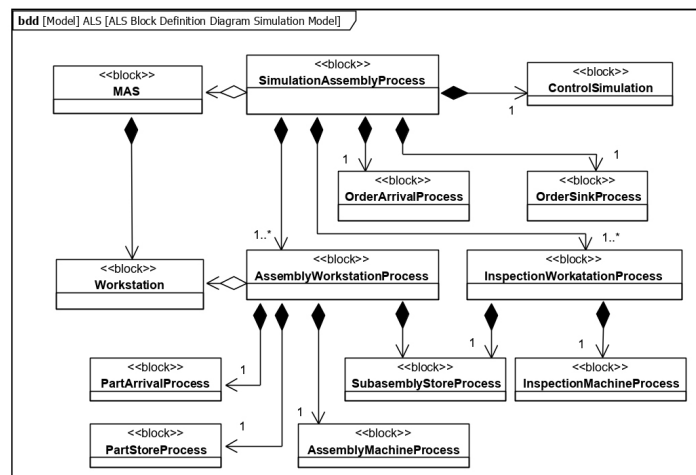 bdd [Model] ALS [ALS Block Definition Diagram Simulation Model]
<<block>>
MAS
<<block>>
SimulationAssemblyProcess
<<block>>
ControlSimulation
1
1
1
<<block>>
OrderArrivalProcess
<<block>>
OrderSinkProcess
1..*
1..*
<<block>>
Workstation
<<block>>
AssemblyWorkstationProcess
<<block>>
InspectionWorkatationProcess
1
1
1
<<block>>
PartArrivalProcess
<<block>>
SubasemblyStoreProcess
<<block>>
InspectionMachineProcess
1
1
<<block>>
PartStoreProcess
<<block>>
AssemblyMachineProcess